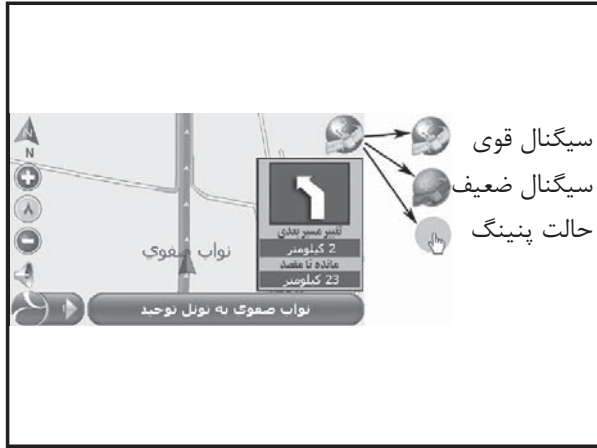 سیگنال قوی
سیگنال ضعیف
حالت پنینگ
N
N
تغییر مسیر بعدی
2 کیلومتر
مانده تا مقصد
23 کیلومتر
نواب صفوي
نواب صفوی به تونل توحید